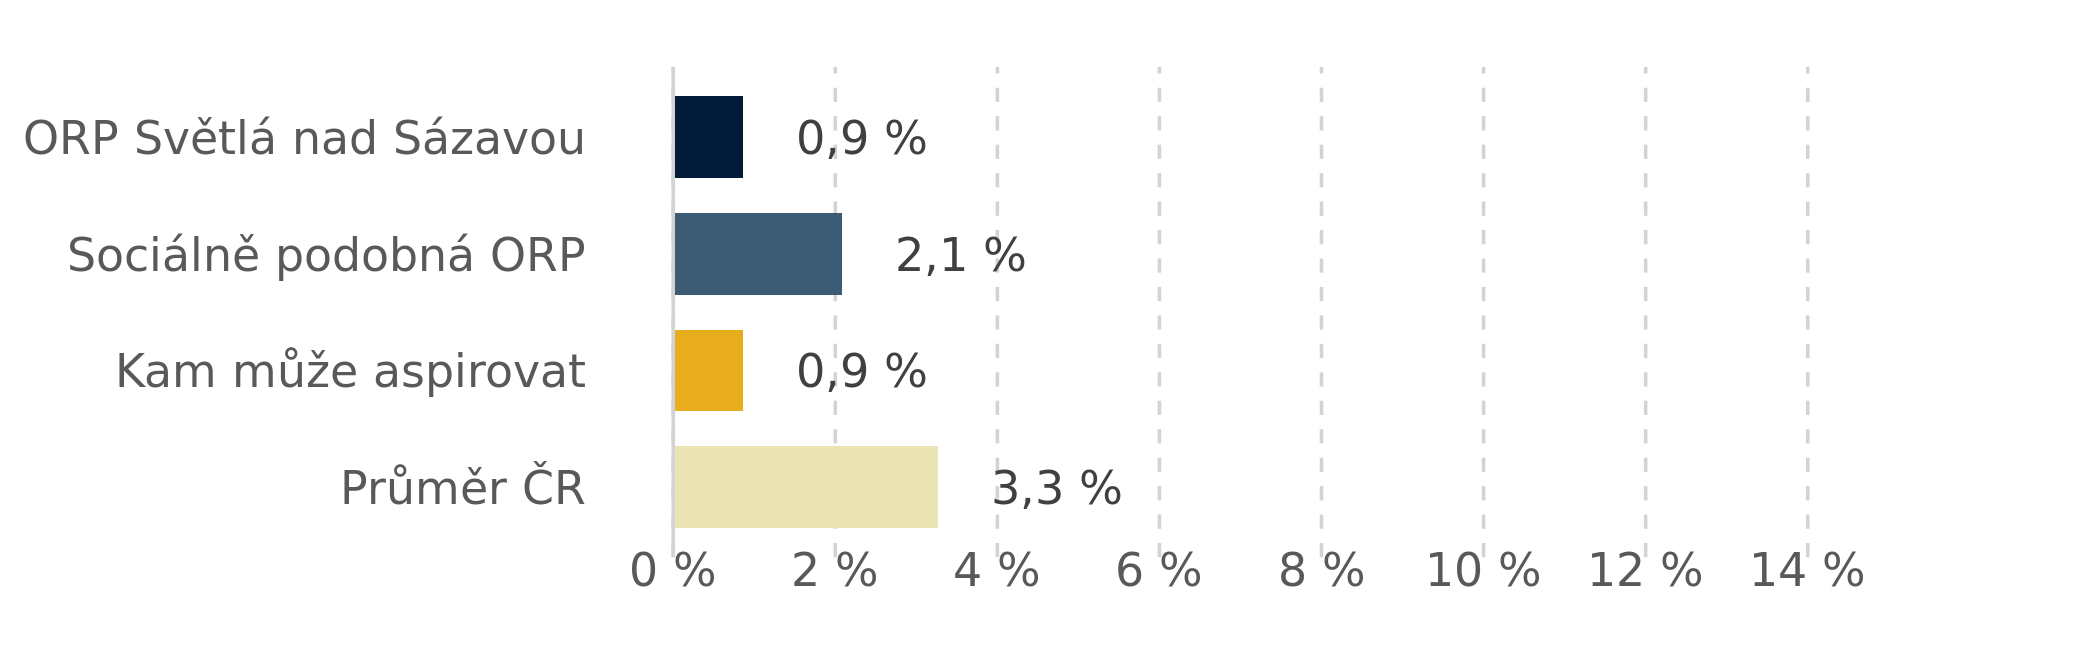 ORP Světlá nad Sázavou 0,9 %
Sociálně podobná ORP 2,1 %
Kam může aspirovat 0,9 %
Průměr ČR 3,3 %
0 % 2 % 4 % 6 % 8 % 10 % 12 % 14 %